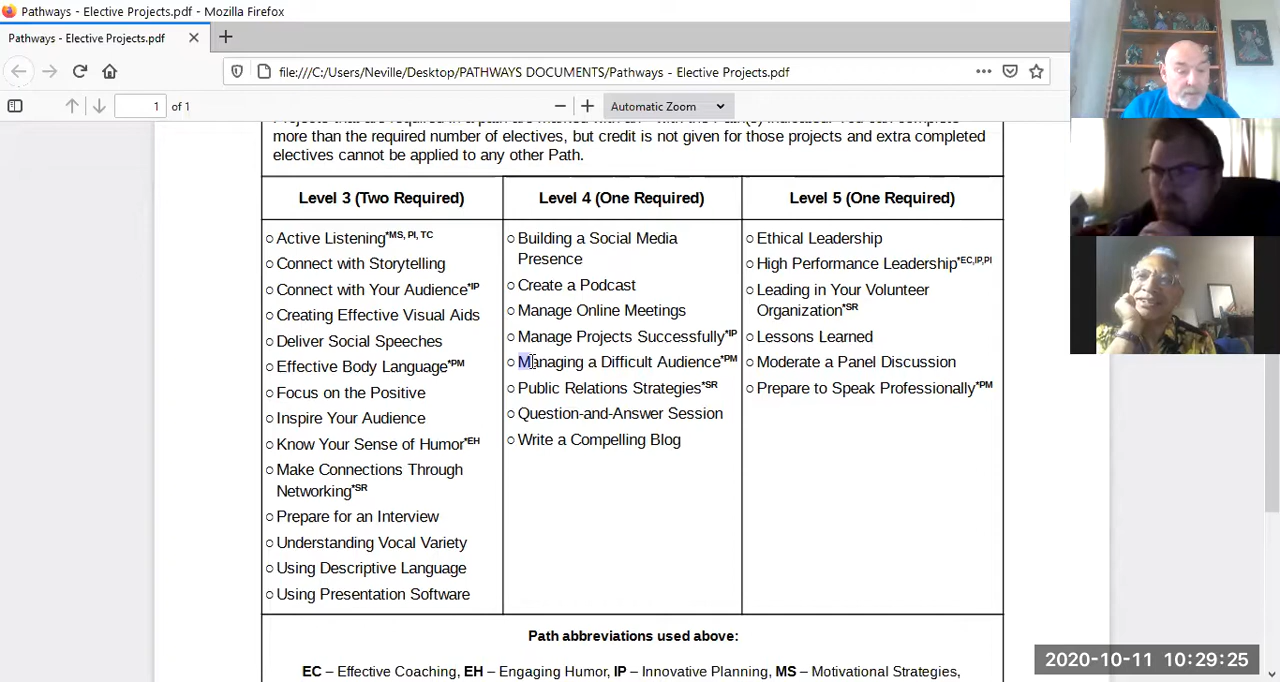 Pathways - Elective Projects.pdf - Mozilla Firefox
Pathways - Elective Projects.pdf
file:///C:/Users/Neville/Desktop/PATHWAYS DOCUMENTS/Pathways - Elective Projects.pdf
1 of 1
Automatic Zoom
more than the required number of electives, but credit is not given for those projects and extra completed
electives cannot be applied to any other Path.
Level 3 (Two Required)
○ Active Listening*MS, PI, TC
○ Connect with Storytelling
○ Connect with Your Audience*IP
○ Creating Effective Visual Aids
○ Deliver Social Speeches
○ Effective Body Language*PM
○ Focus on the Positive
○ Inspire Your Audience
○ Know Your Sense of Humor*EH
○ Make Connections Through
Networking*SR
○ Prepare for an Interview
○ Understanding Vocal Variety
○ Using Descriptive Language
○ Using Presentation Software
Level 4 (One Required)
○ Building a Social Media
Presence
○ Create a Podcast
○ Manage Online Meetings
○ Manage Projects Successfully*IP
○ Managing a Difficult Audience*PM
○ Public Relations Strategies*SR
○ Question-and-Answer Session
○ Write a Compelling Blog
Level 5 (One Required)
○ Ethical Leadership
○ High Performance Leadership*EC,IP,PI
○ Leading in Your Volunteer
Organization*SR
○ Lessons Learned
○ Moderate a Panel Discussion
○ Prepare to Speak Professionally*PM
Path abbreviations used above:
EC – Effective Coaching, EH – Engaging Humor, IP – Innovative Planning, MS – Motivational Strategies,
2020-10-11 10:29:25